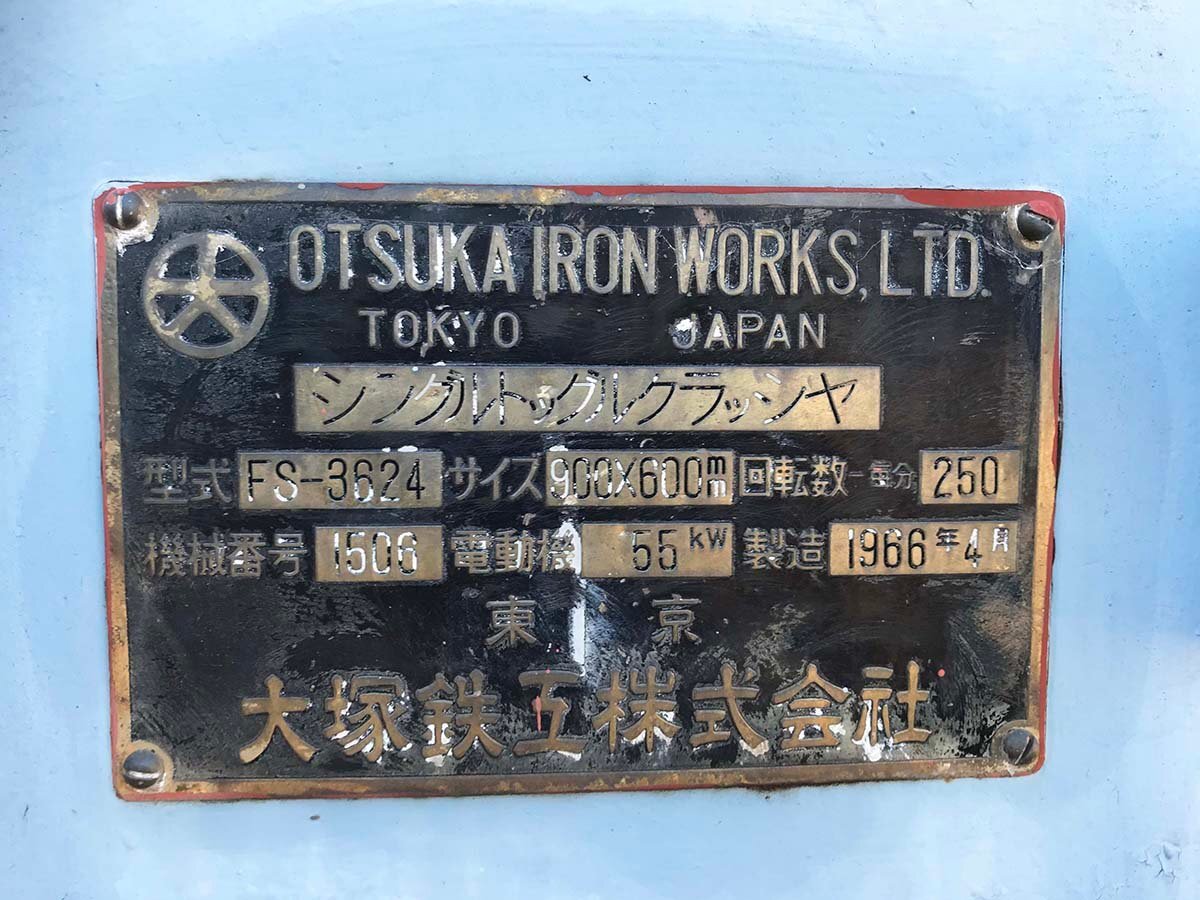 OTSUKA IRON WORKS, LTD.
TOKYO JAPAN
シングルトッグルクラッシヤ
型式 FS-3624 サイズ 900X600mm 回転数-每分 250
機械番号 1506 電動機 55 kW 製造 1966年4月
東京
大塚鉄工株式会社